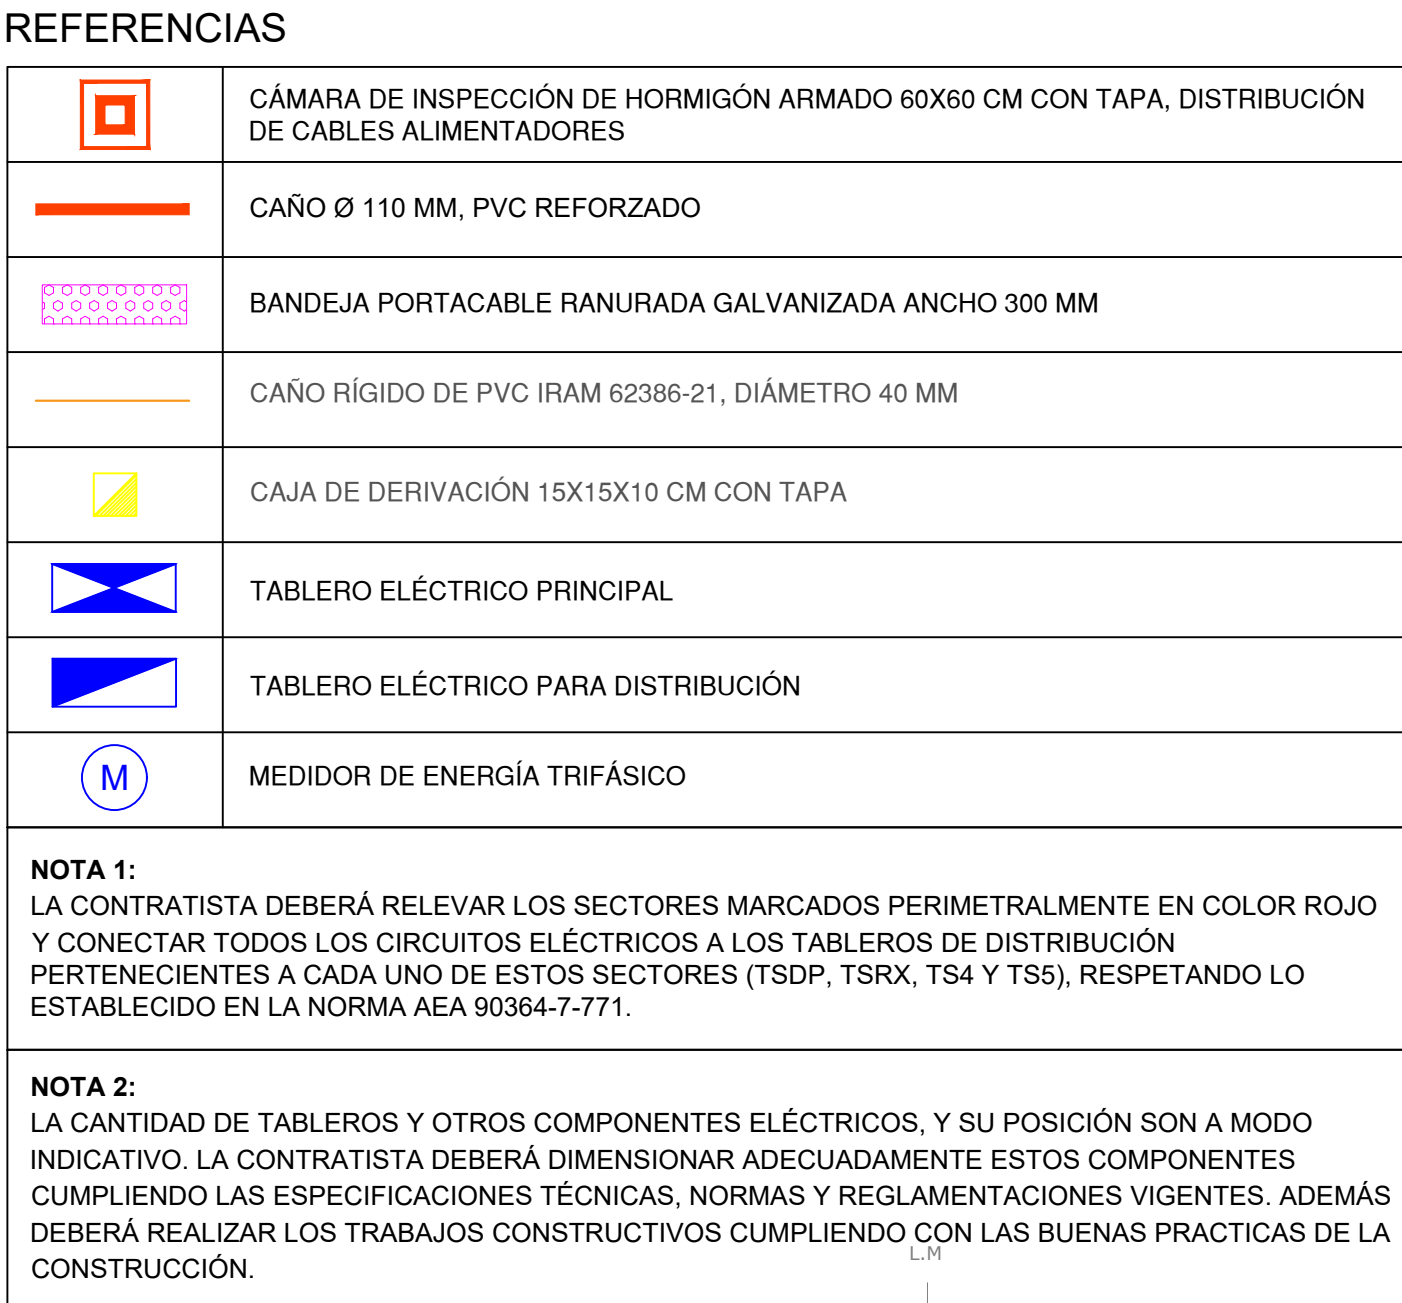 REFERENCIAS
CÁMARA DE INSPECCIÓN DE HORMIGÓN ARMADO 60X60 CM CON TAPA, DISTRIBUCIÓN
DE CABLES ALIMENTADORES
CAÑO Ø 110 MM, PVC REFORZADO
BANDEJA PORTACABLE RANURADA GALVANIZADA ANCHO 300 MM
CAÑO RÍGIDO DE PVC IRAM 62386-21, DIÁMETRO 40 MM
CAJA DE DERIVACIÓN 15X15X10 CM CON TAPA
TABLERO ELÉCTRICO PRINCIPAL
TABLERO ELÉCTRICO PARA DISTRIBUCIÓN
M
MEDIDOR DE ENERGÍA TRIFÁSICO
NOTA 1:
LA CONTRATISTA DEBERÁ RELEVAR LOS SECTORES MARCADOS PERIMETRALMENTE EN COLOR ROJO
Y CONECTAR TODOS LOS CIRCUITOS ELÉCTRICOS A LOS TABLEROS DE DISTRIBUCIÓN
PERTENECIENTES A CADA UNO DE ESTOS SECTORES (TSDP, TSRX, TS4 Y TS5), RESPETANDO LO
ESTABLECIDO EN LA NORMA AEA 90364-7-771.
NOTA 2:
LA CANTIDAD DE TABLEROS Y OTROS COMPONENTES ELÉCTRICOS, Y SU POSICIÓN SON A MODO
INDICATIVO. LA CONTRATISTA DEBERÁ DIMENSIONAR ADECUADAMENTE ESTOS COMPONENTES
CUMPLIENDO LAS ESPECIFICACIONES TÉCNICAS, NORMAS Y REGLAMENTACIONES VIGENTES. ADEMÁS
DEBERÁ REALIZAR LOS TRABAJOS CONSTRUCTIVOS CUMPLIENDO CON LAS BUENAS PRACTICAS DE LA
CONSTRUCCIÓN.
L.M